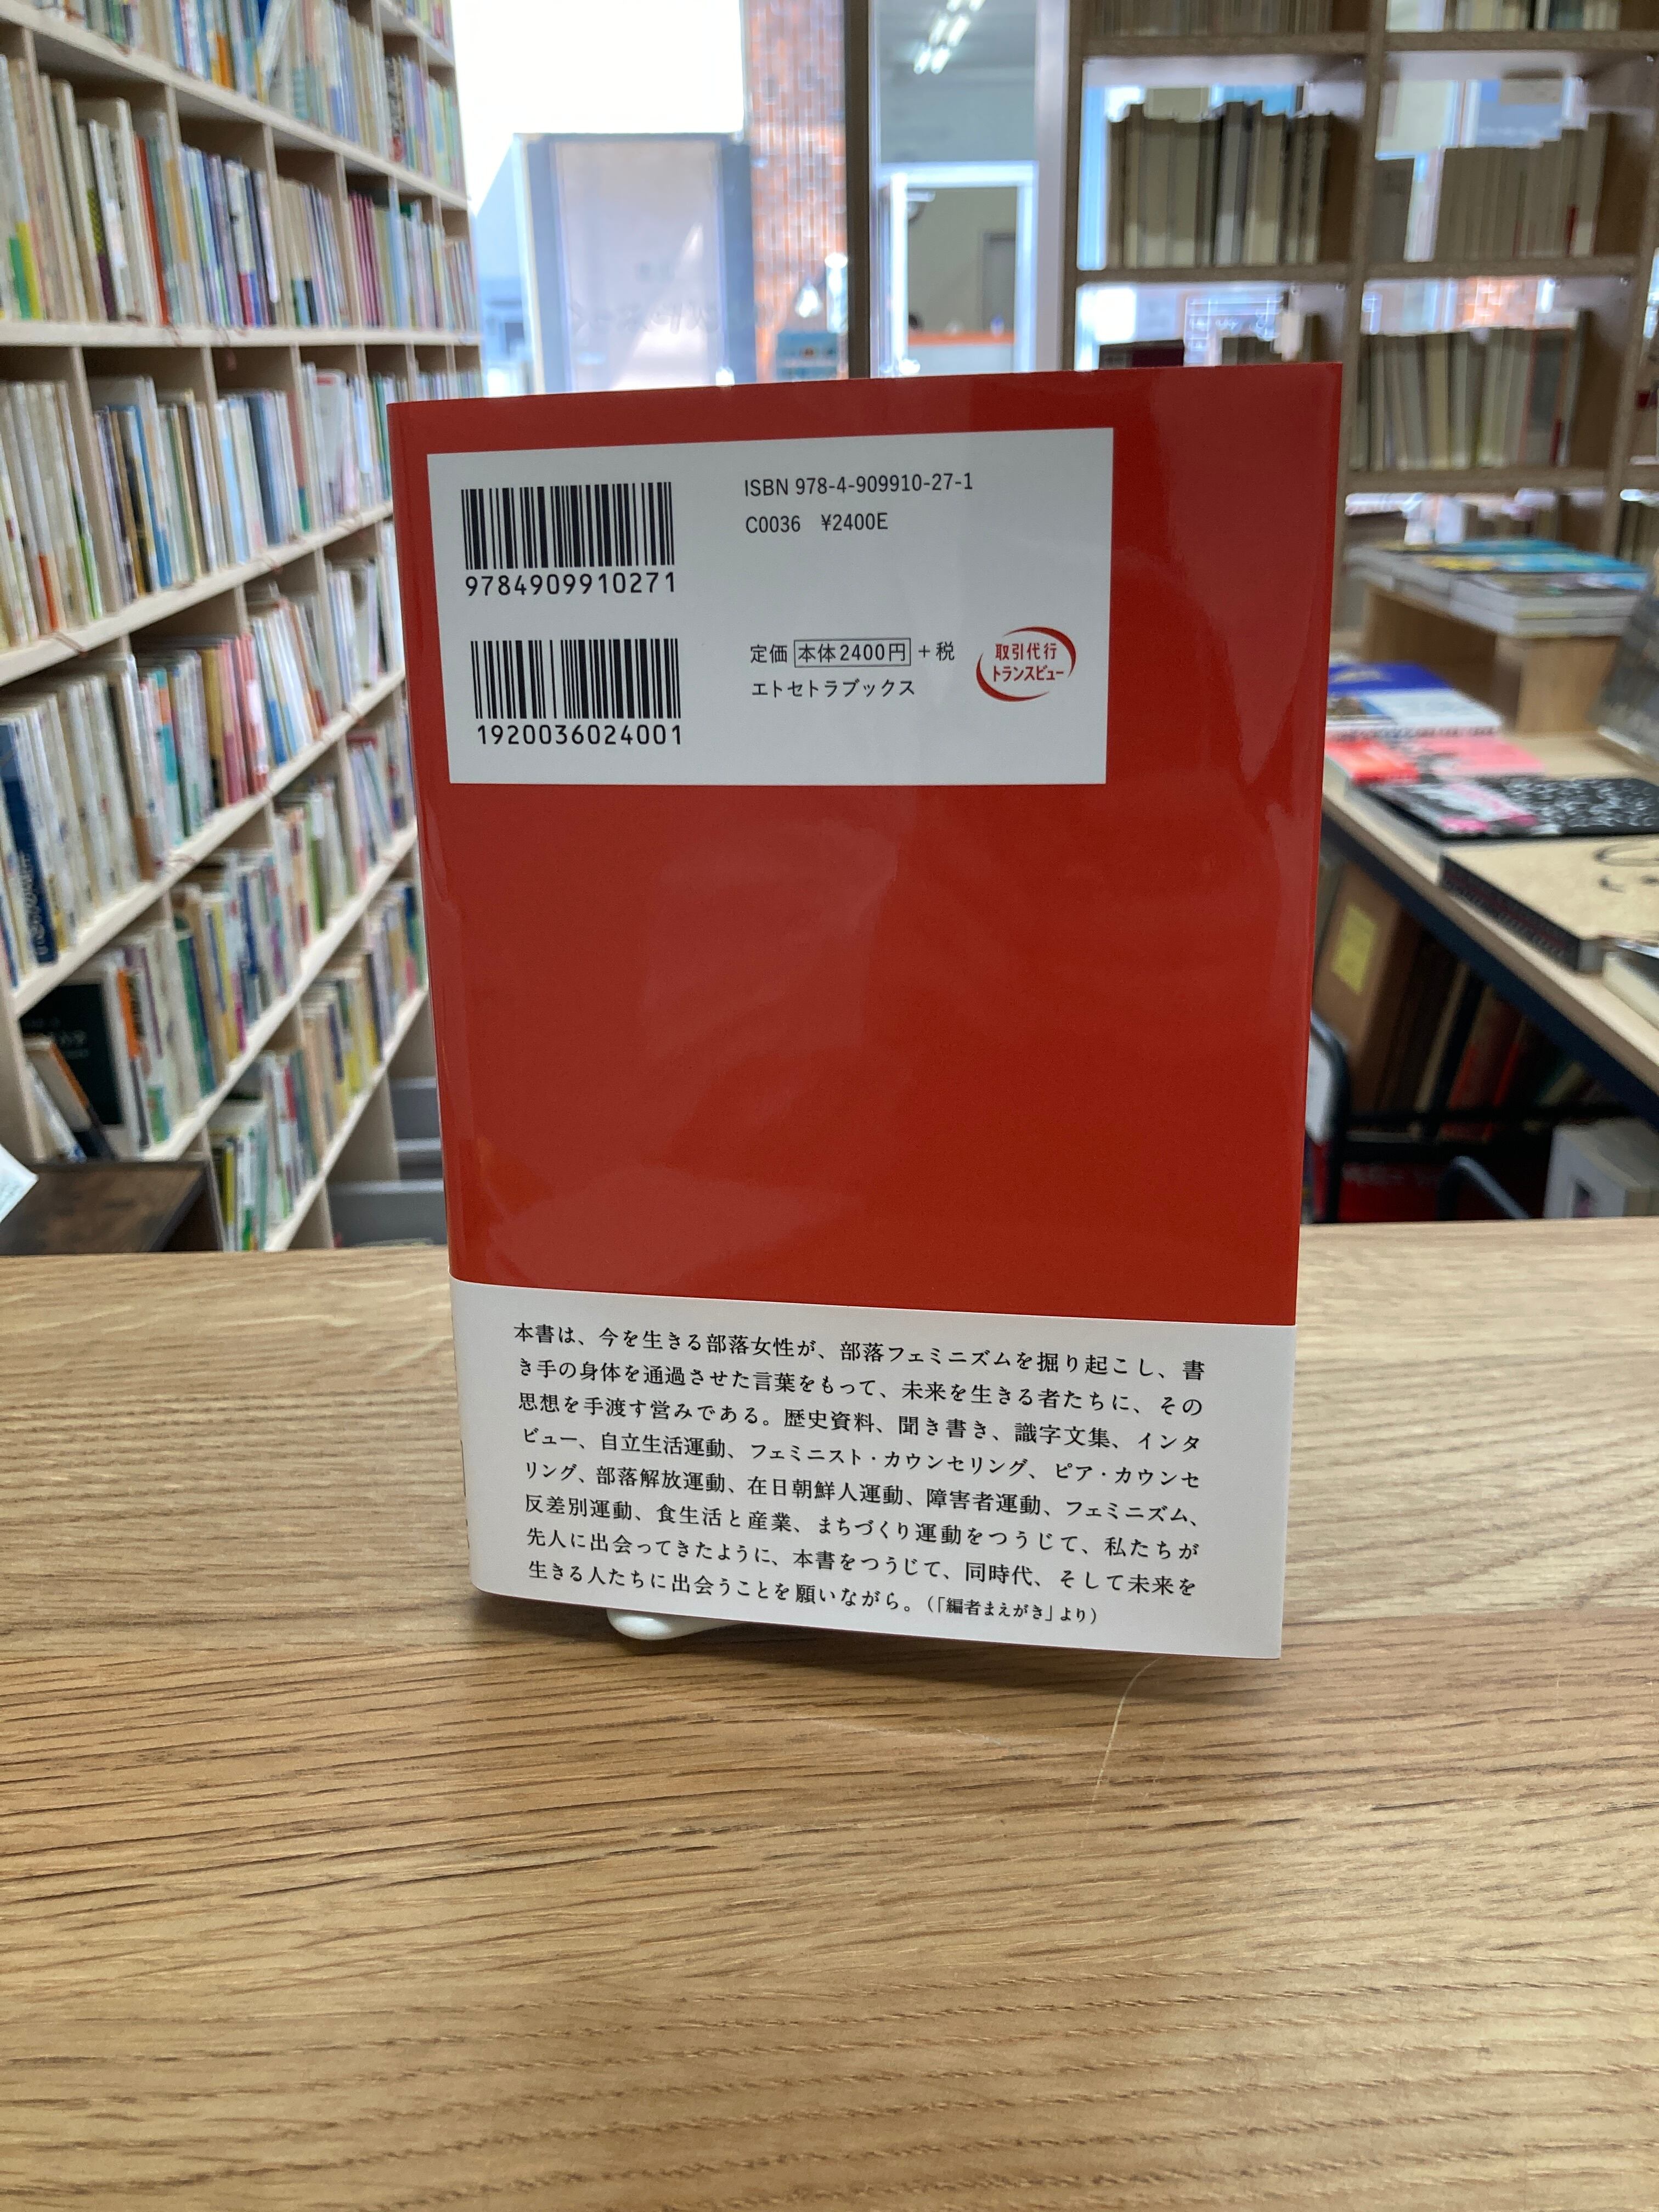 ISBN 978-4-909910-27-1
C0036 ¥2400E
9784909910271
定価 本体2400円 +税
エトセトラブックス
取引代行
トランスビュー
1920036024001
本書は、今を生きる部落女性が、部落フェミニズムを掘り起こし、書
き手の身体を通過させた言葉をもって、未来を生きる者たちに、その
思想を手渡す営みである。歴史資料、聞き書き、識字文集、インタ
ビュー、自立生活運動、フェミニスト・カウンセリング、ピア・カウンセ
リング、部落解放運動、在日朝鮮人運動、障害者運動、フェミニズム、
反差別運動、食生活と産業、まちづくり運動をつうじて、私たちが
先人に出会ってきたように、本書をつうじて、同時代、そして未来を
生きる人たちに出会うことを願いながら。（「編者まえがき」より）